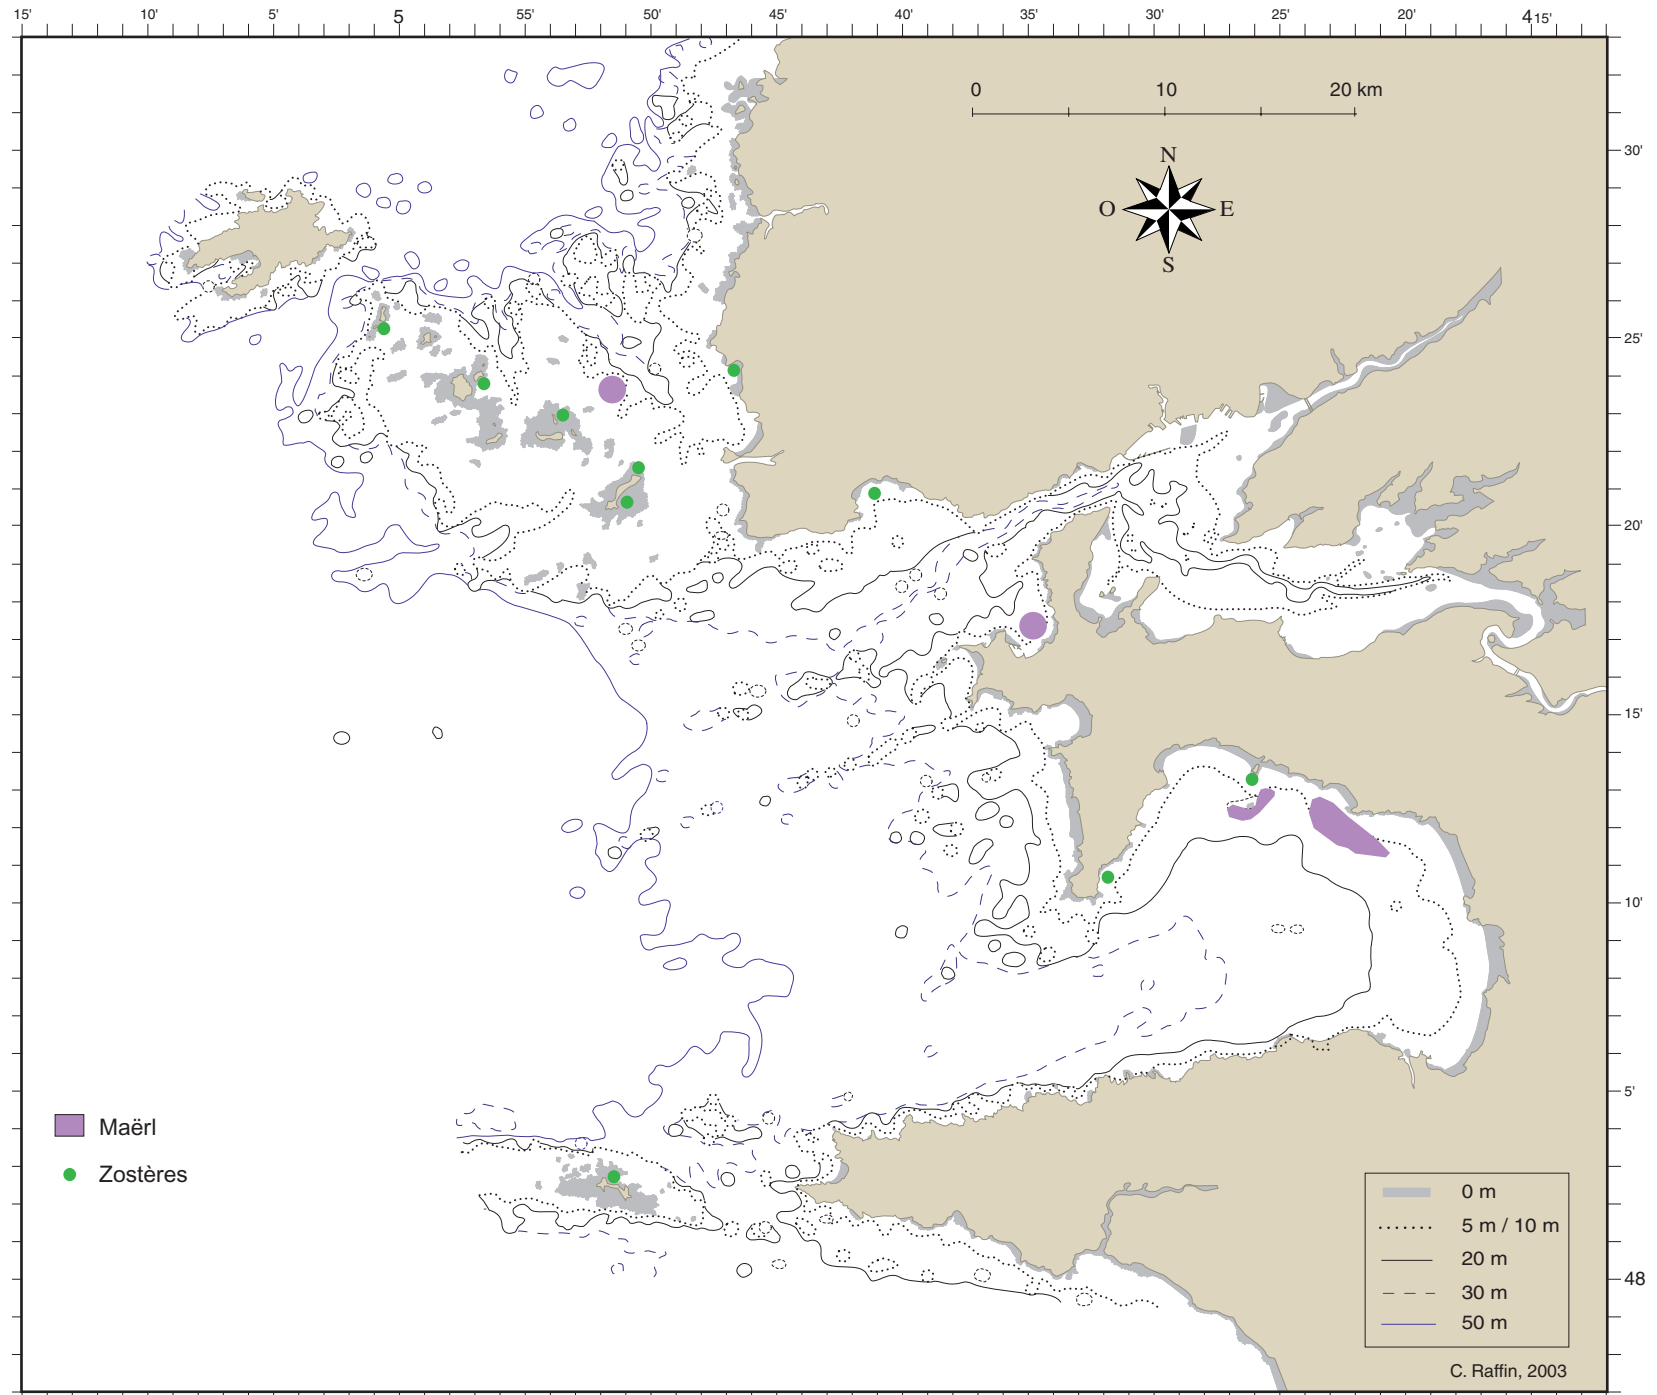 15' 10' 5' 5 55' 50' 45' 40' 35' 30' 25' 20' 4 15'
0 10 20 km
N
O E
S
30'
25'
20'
15'
10'
5'
48
Maërl
Zostères
0 m
5 m / 10 m
20 m
30 m
50 m
C. Raffin, 2003